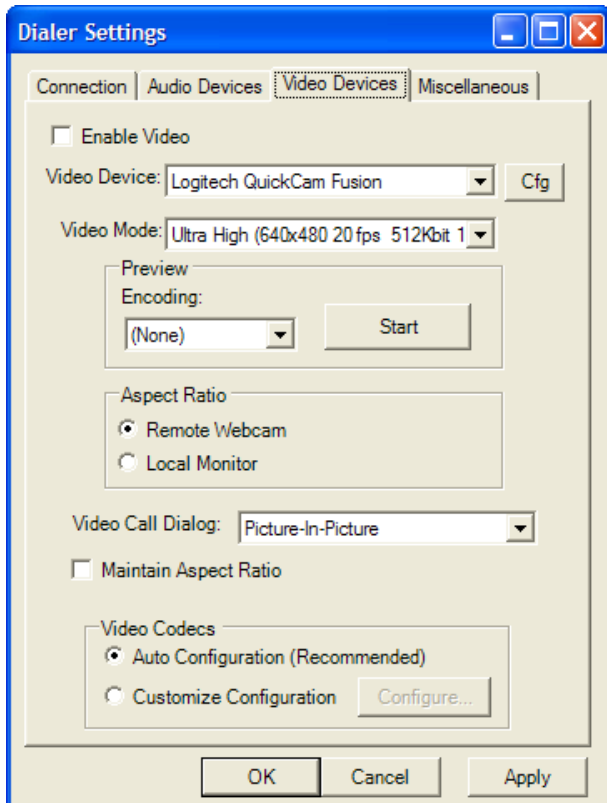 Dialer Settings
Connection Audio Devices Video Devices Miscellaneous
Enable Video
Video Device: Logitech QuickCam Fusion Cfg
Video Mode: Ultra High (640x480 20 fps 512Kbit 1
Preview
Encoding:
(None) Start
Aspect Ratio
Remote Webcam
Local Monitor
Video Call Dialog: Picture-In-Picture
Maintain Aspect Ratio
Video Codecs
Auto Configuration (Recommended)
Customize Configuration Configure...
OK Cancel Apply